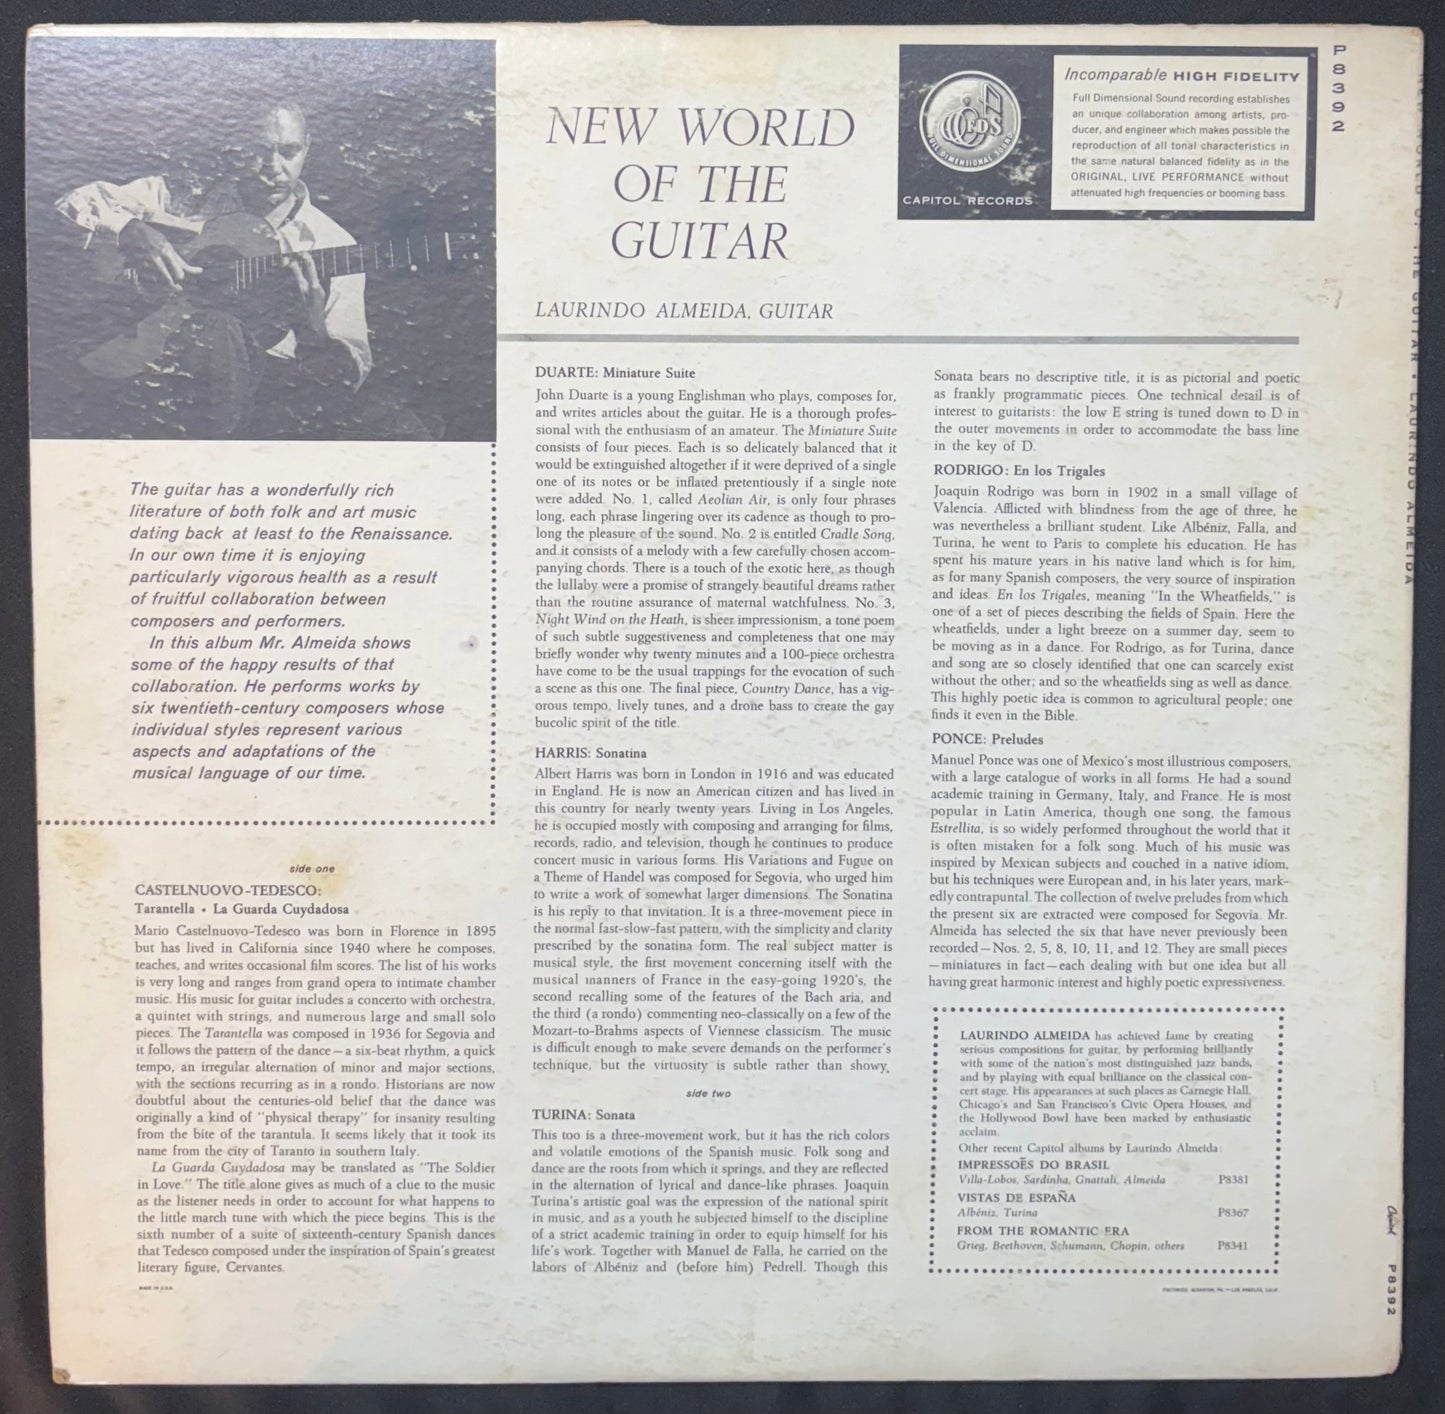 NEW WORLD
OF THE
GUITAR
LAURINDO ALMEIDA, GUITAR
FDS
FULL DIMENSIONAL SOUND
CAPITOL RECORDS
Incomparable HIGH FIDELITY
Full Dimensional Sound recording establishes
an unique collaboration among artists, pro-
ducer, and engineer which makes possible the
reproduction of all tonal characteristics in
the same natural balanced fidelity as in the
ORIGINAL, LIVE PERFORMANCE without
attenuated high frequencies or booming bass.
P8392
The guitar has a wonderfully rich
literature of both folk and art music
dating back at least to the Renaissance.
In our own time it is enjoying
particularly vigorous health as a result
of fruitful collaboration between
composers and performers.
In this album Mr. Almeida shows
some of the happy results of that
collaboration. He performs works by
six twentieth-century composers whose
individual styles represent various
aspects and adaptations of the
musical language of our time.
side one
CASTELNUOVO-TEDESCO:
Tarantella • La Guarda Cuydadosa
Mario Castelnuovo-Tedesco was born in Florence in 1895
but has lived in California since 1940 where he composes,
teaches, and writes occasional film scores. The list of his works
is very long and ranges from grand opera to intimate chamber
music. His music for guitar includes a concerto with orchestra,
a quintet with strings, and numerous large and small solo
pieces. The Tarantella was composed in 1936 for Segovia and
it follows the pattern of the dance—a six-beat rhythm, a quick
tempo, an irregular alternation of minor and major sections,
with the sections recurring as in a rondo. Historians are now
doubtful about the centuries-old belief that the dance was
originally a kind of "physical therapy" for insanity resulting
from the bite of the tarantula. It seems likely that it took its
name from the city of Taranto in southern Italy.
La Guarda Cuydadosa may be translated as "The Soldier
in Love." The title alone gives as much of a clue to the music
as the listener needs in order to account for what happens to
the little march tune with which the piece begins. This is the
sixth number of a suite of sixteenth-century Spanish dances
that Tedesco composed under the inspiration of Spain's greatest
literary figure, Cervantes.
MADE IN U.S.A.
DUARTE: Miniature Suite
John Duarte is a young Englishman who plays, composes for,
and writes articles about the guitar. He is a thorough profes-
sional with the enthusiasm of an amateur. The Miniature Suite
consists of four pieces. Each is so delicately balanced that it
would be extinguished altogether if it were deprived of a single
one of its notes or be inflated pretentiously if a single note
were added. No. 1, called Aeolian Air, is only four phrases
long, each phrase lingering over its cadence as though to pro-
long the pleasure of the sound. No. 2 is entitled Cradle Song,
and it consists of a melody with a few carefully chosen accom-
panying chords. There is a touch of the exotic here, as though
the lullaby were a promise of strangely beautiful dreams rather
than the routine assurance of maternal watchfulness. No. 3,
Night Wind on the Heath, is sheer impressionism, a tone poem
of such subtle suggestiveness and completeness that one may
briefly wonder why twenty minutes and a 100-piece orchestra
have come to be the usual trappings for the evocation of such
a scene as this one. The final piece, Country Dance, has a vig-
orous tempo, lively tunes, and a drone bass to create the gay
bucolic spirit of the title.
HARRIS: Sonatina
Albert Harris was born in London in 1916 and was educated
in England. He is now an American citizen and has lived in
this country for nearly twenty years. Living in Los Angeles,
he is occupied mostly with composing and arranging for films,
records, radio, and television, though he continues to produce
concert music in various forms. His Variations and Fugue on
a Theme of Handel was composed for Segovia, who urged him
to write a work of somewhat larger dimensions. The Sonatina
is his reply to that invitation. It is a three-movement piece in
the normal fast-slow-fast pattern, with the simplicity and clarity
prescribed by the sonatina form. The real subject matter is
musical style, the first movement concerning itself with the
musical manners of France in the easy-going 1920's, the
second recalling some of the features of the Bach aria, and
the third (a rondo) commenting neo-classically on a few of the
Mozart-to-Brahms aspects of Viennese classicism. The music
is difficult enough to make severe demands on the performer's
technique, but the virtuosity is subtle rather than showy.
side two
TURINA: Sonata
This too is a three-movement work, but it has the rich colors
and volatile emotions of the Spanish music. Folk song and
dance are the roots from which it springs, and they are reflected
in the alternation of lyrical and dance-like phrases. Joaquin
Turina's artistic goal was the expression of the national spirit
in music, and as a youth he subjected himself to the discipline
of a strict academic training in order to equip himself for his
life's work. Together with Manuel de Falla, he carried on the
labors of Albéniz and (before him) Pedrell. Though this
Sonata bears no descriptive title, it is as pictorial and poetic
as frankly programmatic pieces. One technical detail is of
interest to guitarists: the low E string is tuned down to D in
the outer movements in order to accommodate the bass line
in the key of D.
RODRIGO: En los Trigales
Joaquin Rodrigo was born in 1902 in a small village of
Valencia. Afflicted with blindness from the age of three, he
was nevertheless a brilliant student. Like Albéniz, Falla, and
Turina, he went to Paris to complete his education. He has
spent his mature years in his native land which is for him,
as for many Spanish composers, the very source of inspiration
and ideas. En los Trigales, meaning "In the Wheatfields," is
one of a set of pieces describing the fields of Spain. Here the
wheatfields, under a light breeze on a summer day, seem to
be moving as in a dance. For Rodrigo, as for Turina, dance
and song are so closely identified that one can scarcely exist
without the other; and so the wheatfields sing as well as dance.
This highly poetic idea is common to agricultural people; one
finds it even in the Bible.
PONCE: Preludes
Manuel Ponce was one of Mexico's most illustrious composers,
with a large catalogue of works in all forms. He had a sound
academic training in Germany, Italy, and France. He is most
popular in Latin America, though one song, the famous
Estrellita, is so widely performed throughout the world that it
is often mistaken for a folk song. Much of his music was
inspired by Mexican subjects and couched in a native idiom,
but his techniques were European and, in his later years, mark-
edly contrapuntal. The collection of twelve preludes from which
the present six are extracted were composed for Segovia. Mr.
Almeida has selected the six that have never previously been
recorded—Nos. 2, 5, 8, 10, 11, and 12. They are small pieces
—miniatures in fact—each dealing with but one idea but all
having great harmonic interest and highly poetic expressiveness.
LAURINDO ALMEIDA has achieved fame by creating
serious compositions for guitar, by performing brilliantly
with some of the nation's most distinguished jazz bands,
and by playing with equal brilliance on the classical con-
cert stage. His appearances at such places as Carnegie Hall,
Chicago's and San Francisco's Civic Opera Houses, and
the Hollywood Bowl have been marked by enthusiastic
acclaim.
Other recent Capitol albums by Laurindo Almeida:
IMPRESSOẼS DO BRASIL
Villa-Lobos, Sardinha, Gnattali, Almeida P8381
VISTAS DE ESPAÑA
Albéniz, Turina P8367
FROM THE ROMANTIC ERA
Grieg, Beethoven, Schumann, Chopin, others P8341
FACTORIES: SCRANTON, PA. — LOS ANGELES, CALIF.
NEW WORLD OF THE GUITAR • LAURINDO ALMEIDA
Capitol
P8392